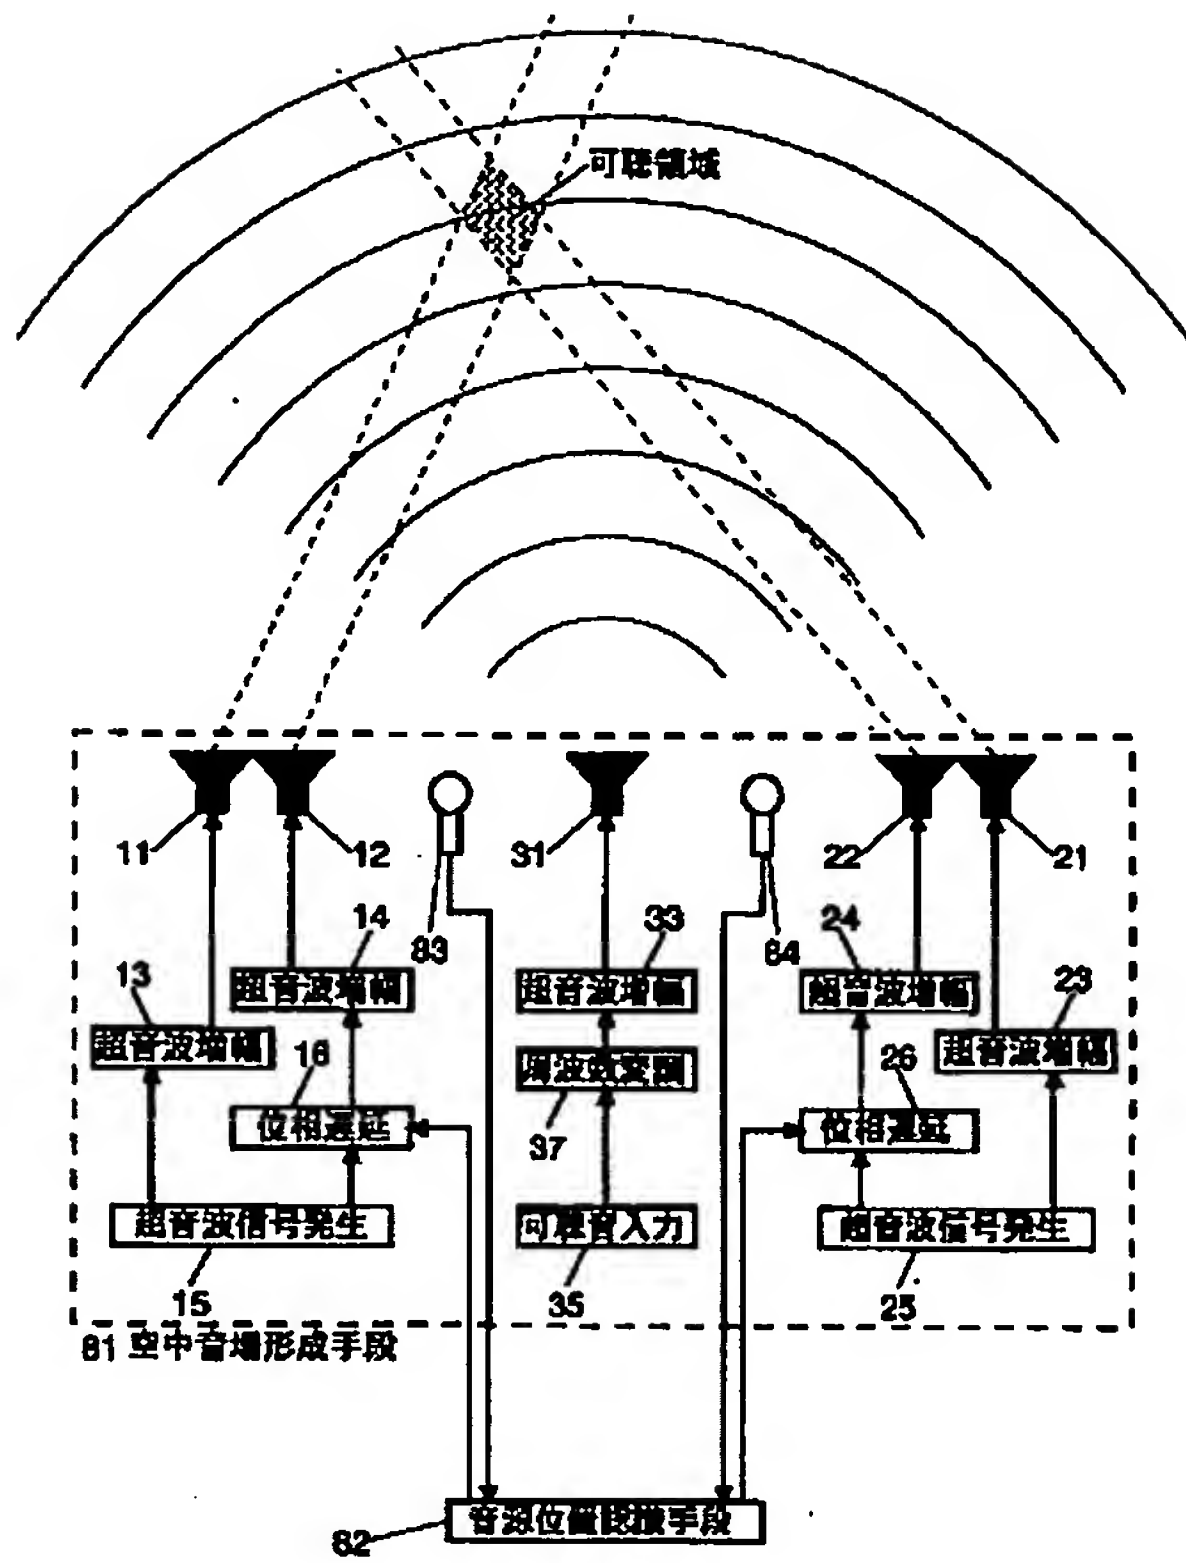 可聴領域
11
12
31
22
21
83
84
14
33
24
13
23
超音波増幅
超音波増幅
超音波増幅
超音波増幅
超音波増幅
16
周波数変調
26
位相遅延
位相遅延
37
超音波信号発生
可聴音入力
超音波信号発生
15
35
25
81 空中音場形成手段
音源位置認識手段
82